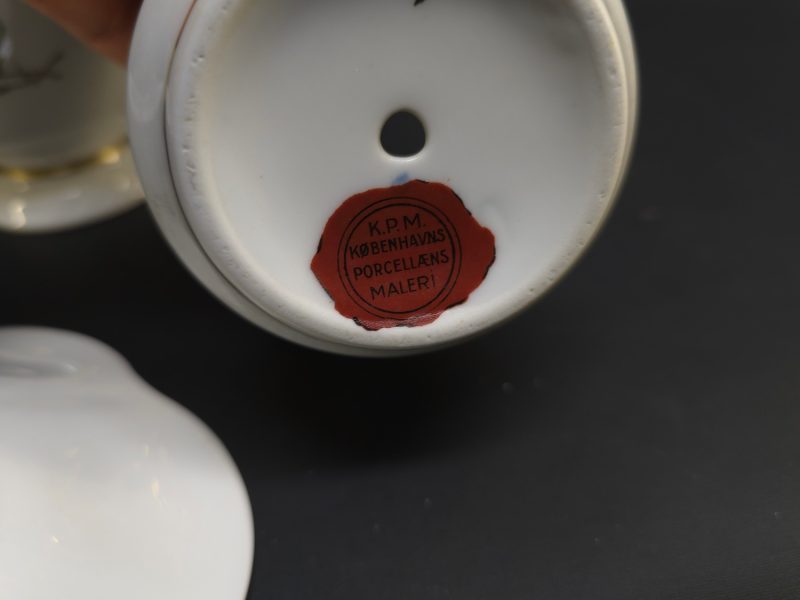 K.P.M.
KØBENHAVNS
PORCELLÆNS
MALERI